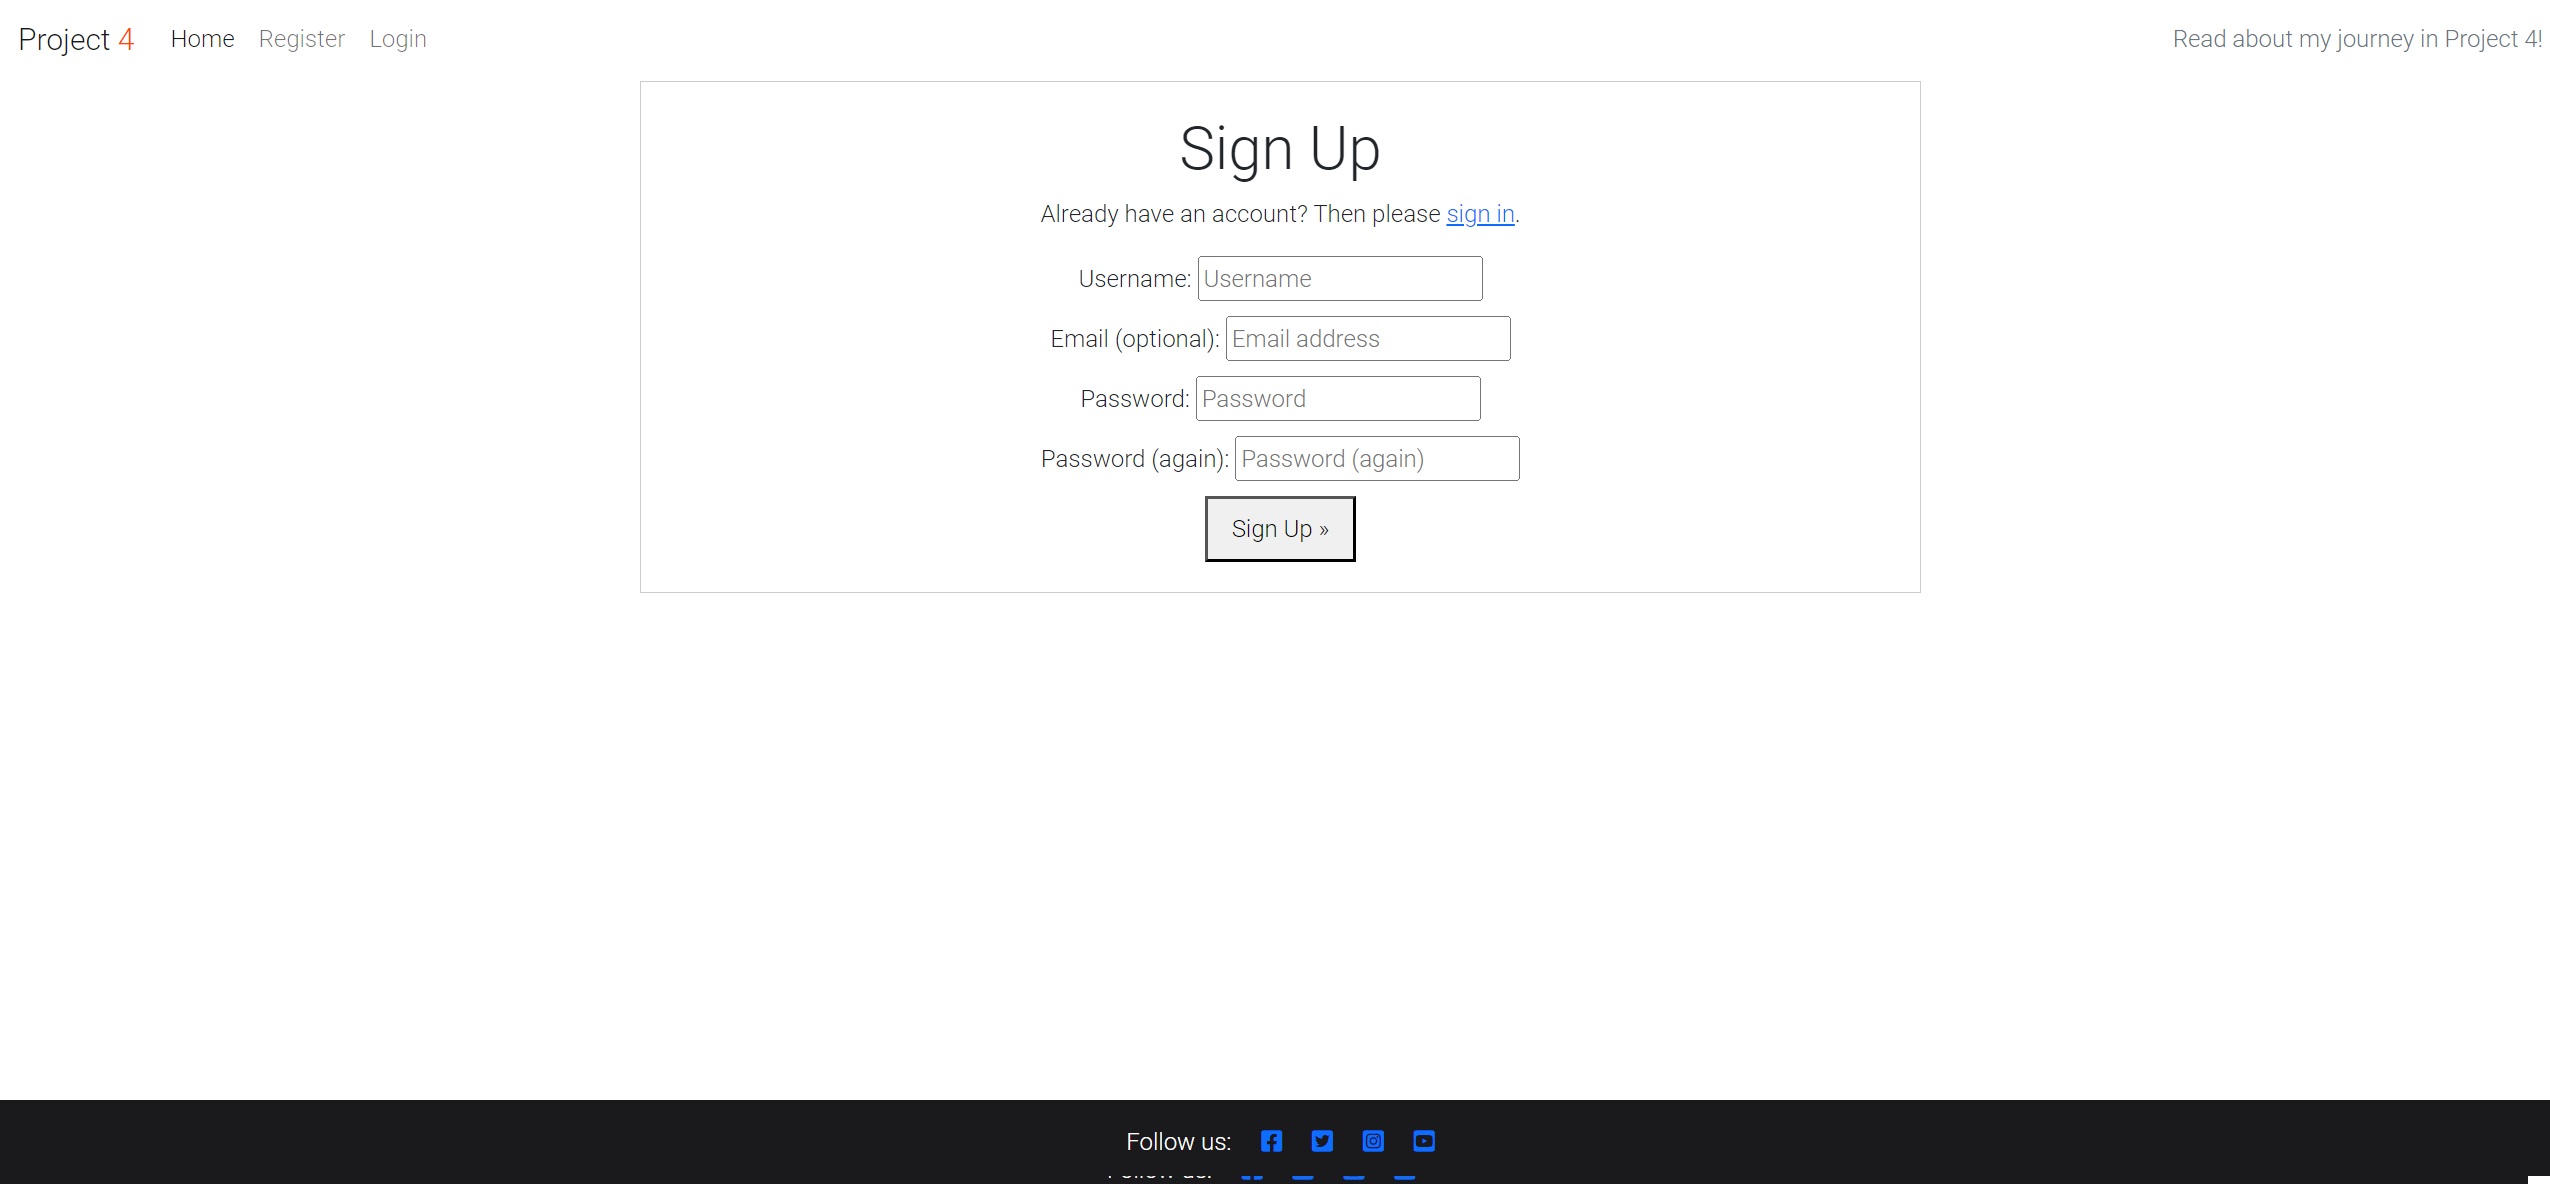 Project 4 Home Register Login Read about my journey in Project 4!
Sign Up
Already have an account? Then please sign in.
Username: Username
Email (optional): Email address
Password: Password
Password (again): Password (again)
Sign Up »
Follow us:
Follow us: